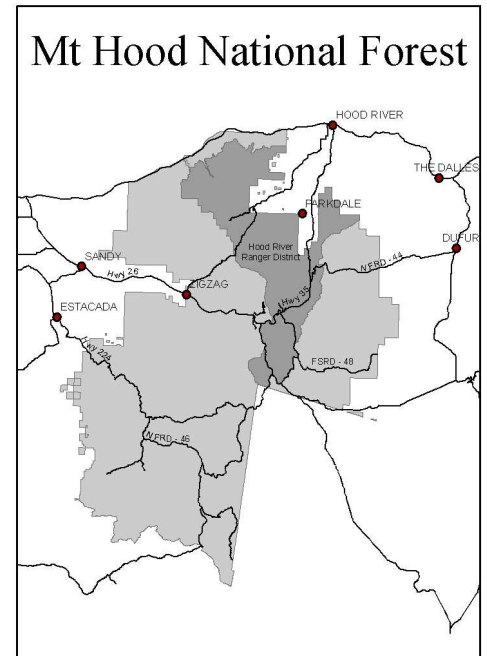 Mt Hood National Forest
HOOD RIVER
THE DALLES
PARKDALE
DUFUR
Hood River
Ranger District
NFRD - 44
SANDY
Hwy 26
ZIGZAG
Hwy 35
ESTACADA
Hwy 224
FSRD - 48
NFRD - 46